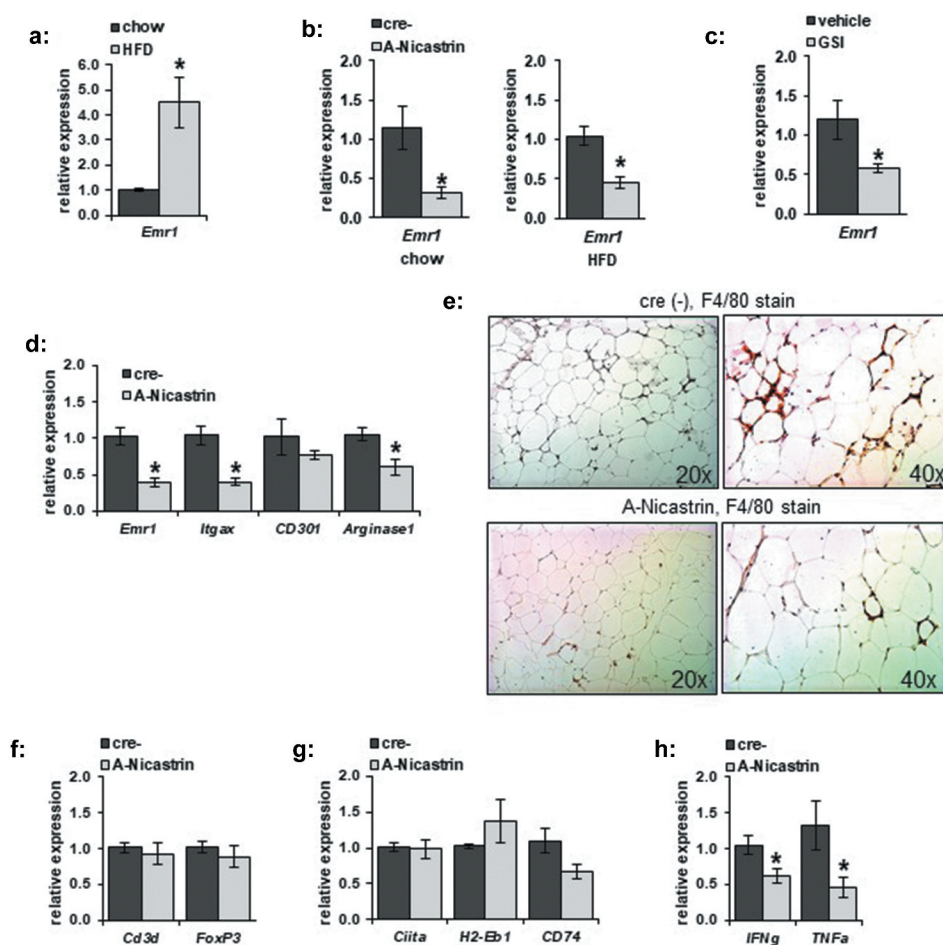 a:
chow
HFD
relative expression
6.0
5.0
4.0
3.0
2.0
1.0
0.0
*
Emr1
b:
cre-
A-Nicastrin
relative expression
2.0
1.5
1.0
0.5
0.0
*
Emr1
chow
relative expression
2.0
1.5
1.0
0.5
0.0
*
Emr1
HFD
c:
vehicle
GSI
relative expression
2.0
1.5
1.0
0.5
0.0
*
Emr1
d:
cre-
A-Nicastrin
relative expression
2.0
1.5
1.0
0.5
0.0
* * *
Emr1 Itgax CD301 Arginase1
e:
cre (-), F4/80 stain
20x 40x
A-Nicastrin, F4/80 stain
20x 40x
f:
cre-
A-Nicastrin
relative expression
2.0
1.5
1.0
0.5
0.0
Cd3d FoxP3
g:
cre-
A-Nicastrin
relative expression
2.0
1.5
1.0
0.5
0.0
Ciita H2-Eb1 CD74
h:
cre-
A-Nicastrin
relative expression
2.0
1.5
1.0
0.5
0.0
* *
IFNg TNFa